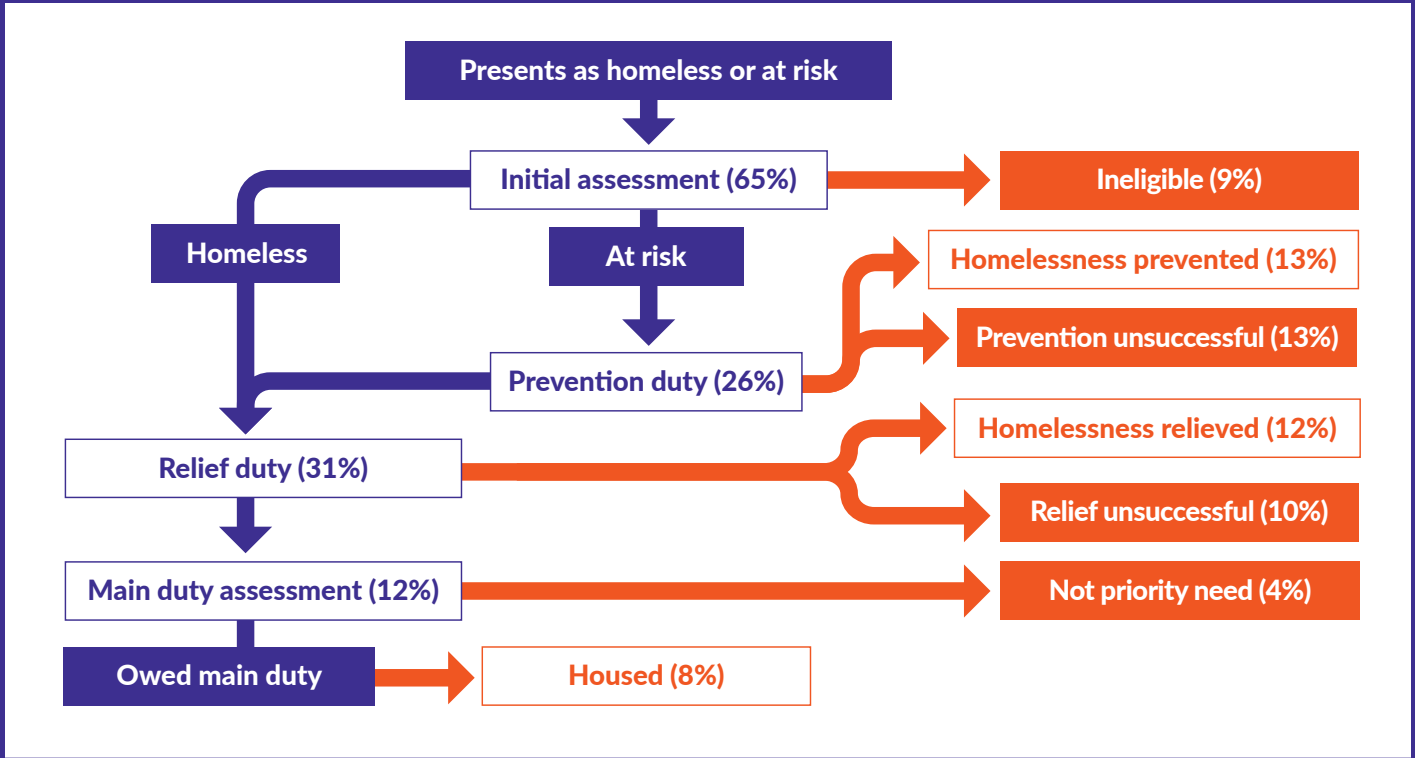 Presents as homeless or at risk
Initial assessment (65%)
Ineligible (9%)
Homeless
At risk
Homelessness prevented (13%)
Prevention unsuccessful (13%)
Prevention duty (26%)
Homelessness relieved (12%)
Relief duty (31%)
Relief unsuccessful (10%)
Main duty assessment (12%)
Not priority need (4%)
Owed main duty
Housed (8%)